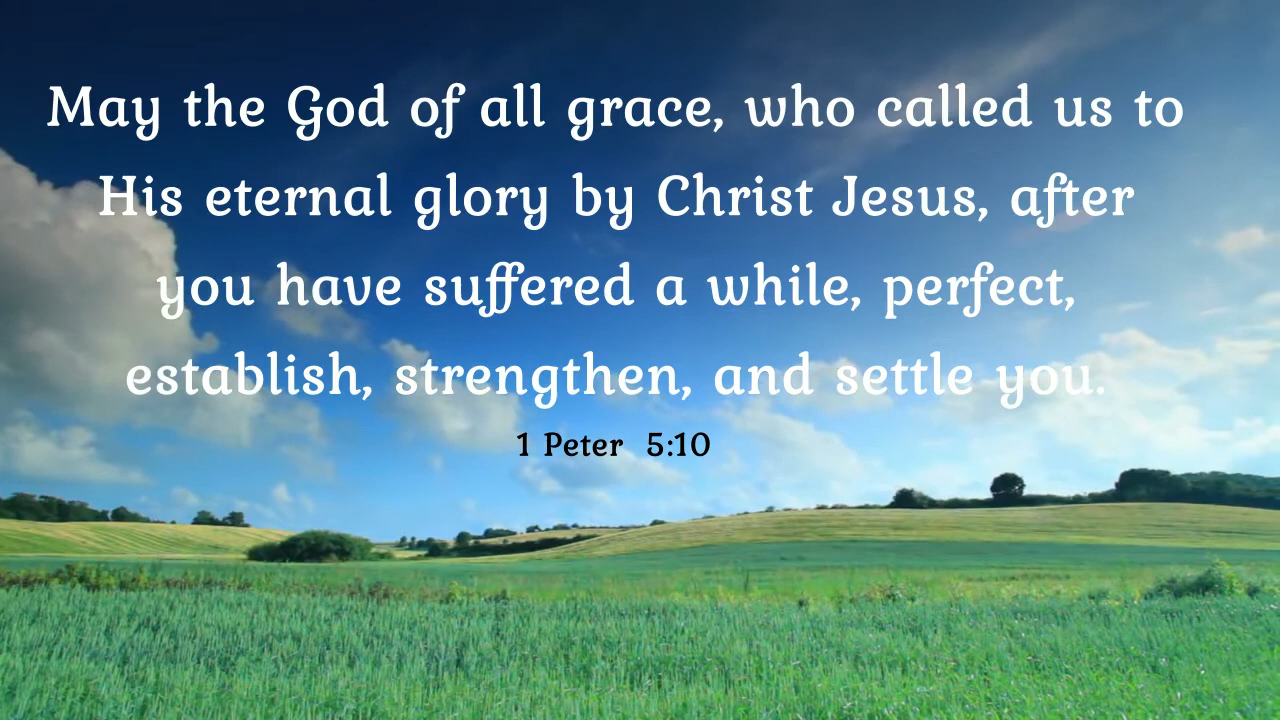 May the God of all grace, who called us to
His eternal glory by Christ Jesus, after
you have suffered a while, perfect,
establish, strengthen, and settle you.
1 Peter 5:10